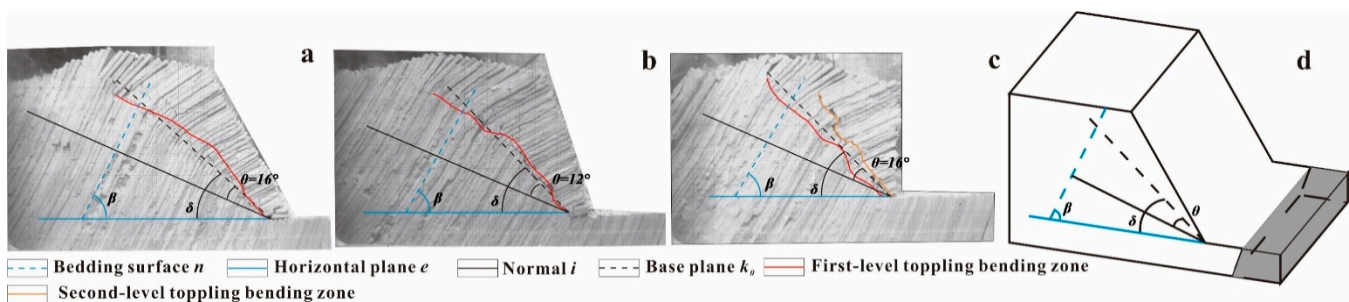 a
β
δ
θ=16°
b
β
δ
θ=12°
c
β
δ
θ=16°
d
β
δ
θ
Bedding surface n
Horizontal plane e
Normal i
Base plane k₀
First-level toppling bending zone
Second-level toppling bending zone